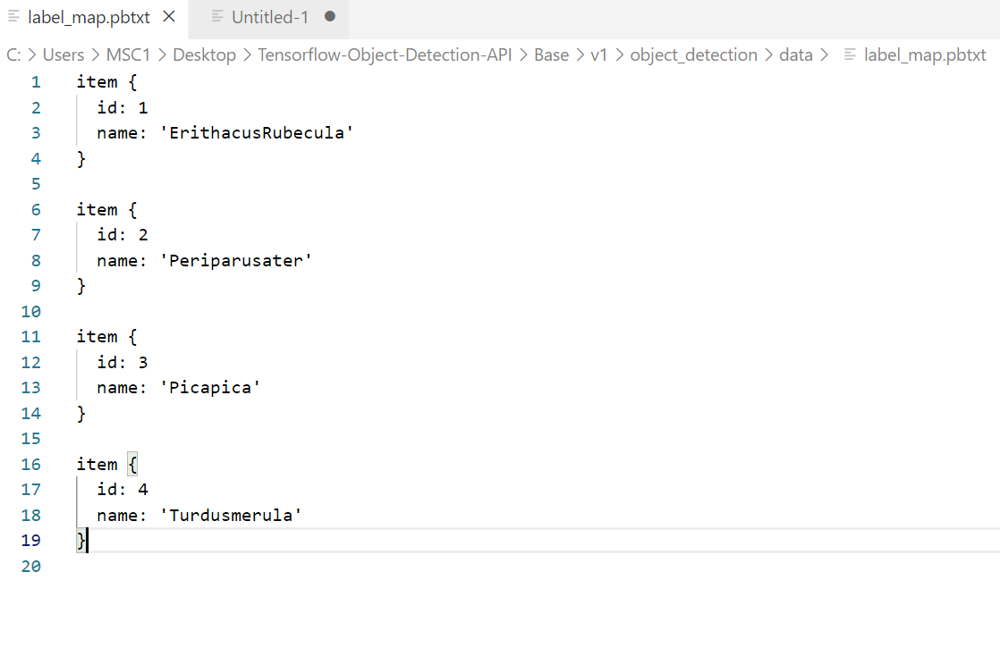 label_map.pbtxt × Untitled-1 ●
C: > Users > MSC1 > Desktop > Tensorflow-Object-Detection-API > Base > v1 > object_detection > data > label_map.pbtxt
1 item {
2 id: 1
3 name: 'ErithacusRubecula'
4 }
5
6 item {
7 id: 2
8 name: 'Periparusater'
9 }
10
11 item {
12 id: 3
13 name: 'Picapica'
14 }
15
16 item {
17 id: 4
18 name: 'Turdusmerula'
19 }
20